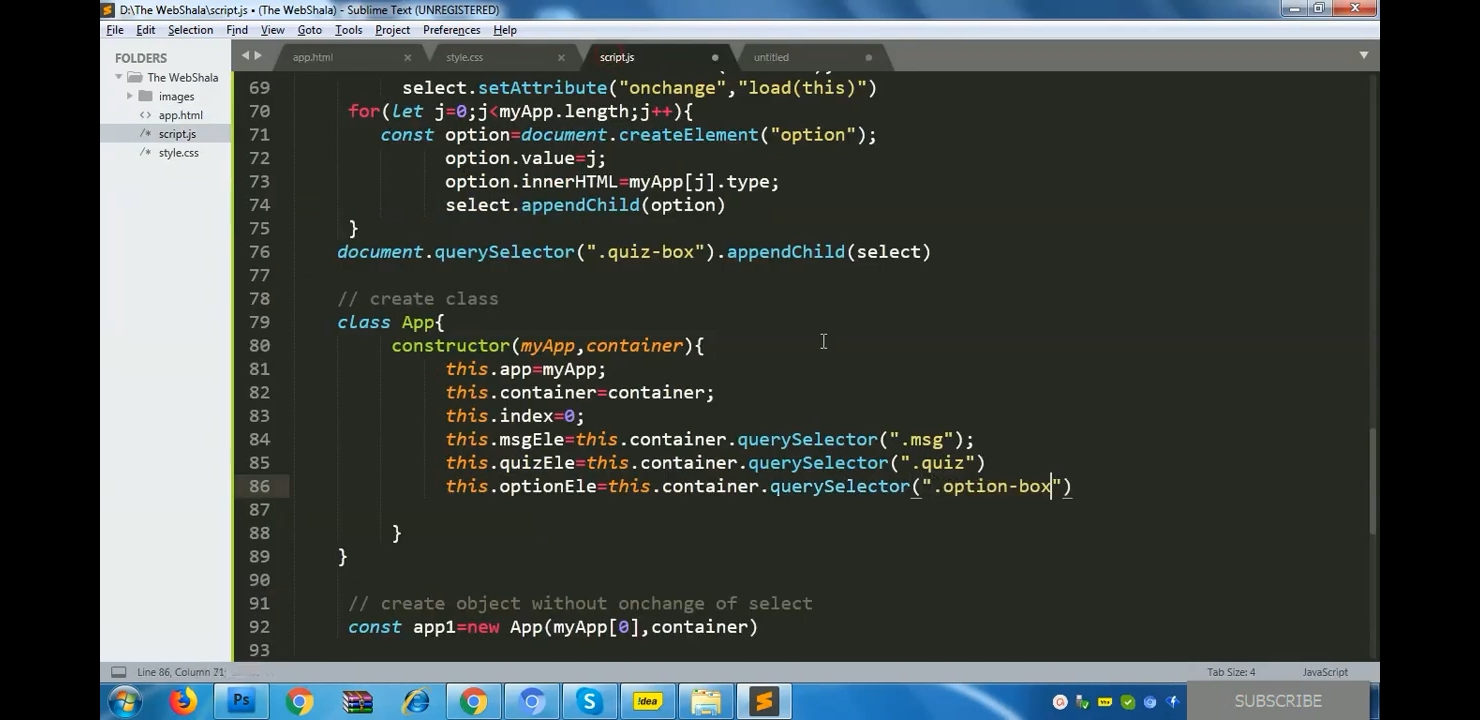 D:\The WebShala\script.js • (The WebShala) - Sublime Text (UNREGISTERED)
File Edit Selection Find View Goto Tools Project Preferences Help
FOLDERS
The WebShala
images
app.html
script.js
style.css
app.html style.css script.js untitled
69 select.setAttribute("onchange","load(this)")
70 for(let j=0;j<myApp.length;j++){
71 const option=document.createElement("option");
72 option.value=j;
73 option.innerHTML=myApp[j].type;
74 select.appendChild(option)
75 }
76 document.querySelector(".quiz-box").appendChild(select)
77
78 // create class
79 class App{
80 constructor(myApp,container){
81 this.app=myApp;
82 this.container=container;
83 this.index=0;
84 this.msgEle=this.container.querySelector(".msg");
85 this.quizEle=this.container.querySelector(".quiz")
86 this.optionEle=this.container.querySelector(".option-box")
87
88 }
89 }
90
91 // create object without onchange of select
92 const app1=new App(myApp[0],container)
93
Line 86, Column 71 Tab Size: 4 JavaScript
Ps !dea SUBSCRIBE